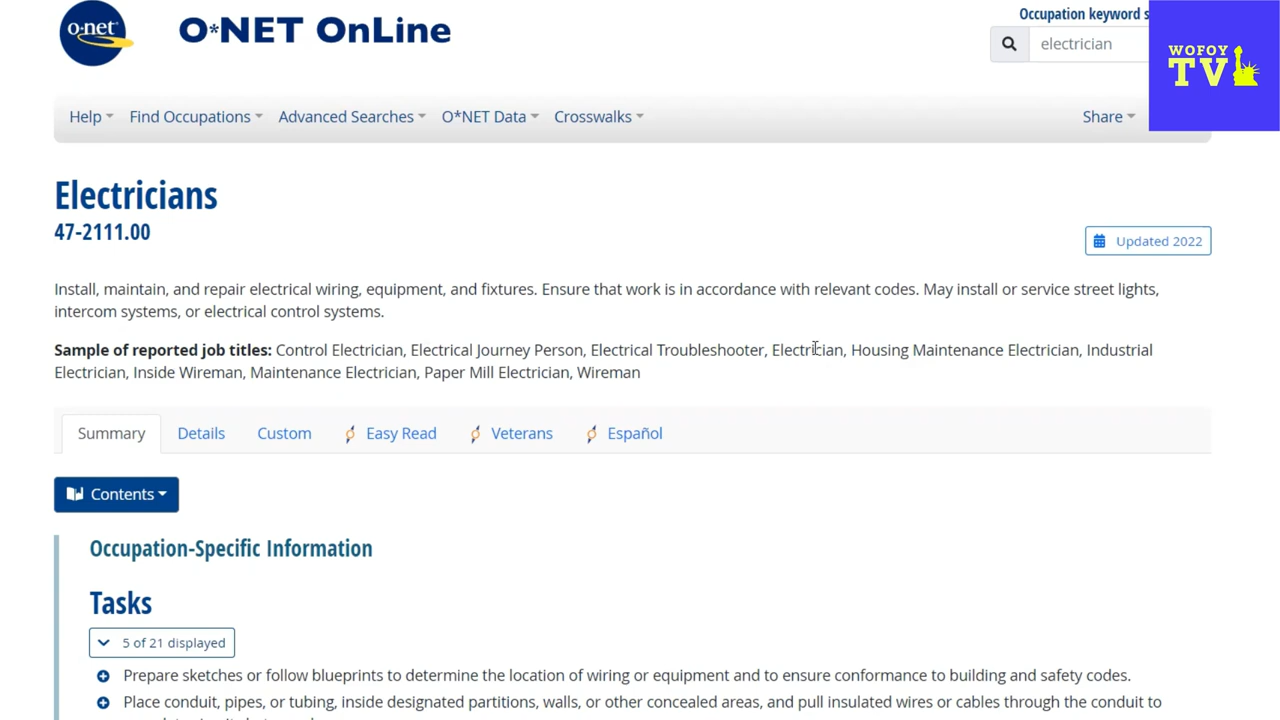 o·net
O*NET OnLine
Occupation keyword s
electrician
WOFOY
TV
Help
Find Occupations
Advanced Searches
O*NET Data
Crosswalks
Share
Electricians
47-2111.00
Updated 2022
Install, maintain, and repair electrical wiring, equipment, and fixtures. Ensure that work is in accordance with relevant codes. May install or service street lights,
intercom systems, or electrical control systems.
Sample of reported job titles: Control Electrician, Electrical Journey Person, Electrical Troubleshooter, Electrician, Housing Maintenance Electrician, Industrial
Electrician, Inside Wireman, Maintenance Electrician, Paper Mill Electrician, Wireman
Summary
Details
Custom
Easy Read
Veterans
Español
Contents
Occupation-Specific Information
Tasks
5 of 21 displayed
Prepare sketches or follow blueprints to determine the location of wiring or equipment and to ensure conformance to building and safety codes.
Place conduit, pipes, or tubing, inside designated partitions, walls, or other concealed areas, and pull insulated wires or cables through the conduit to